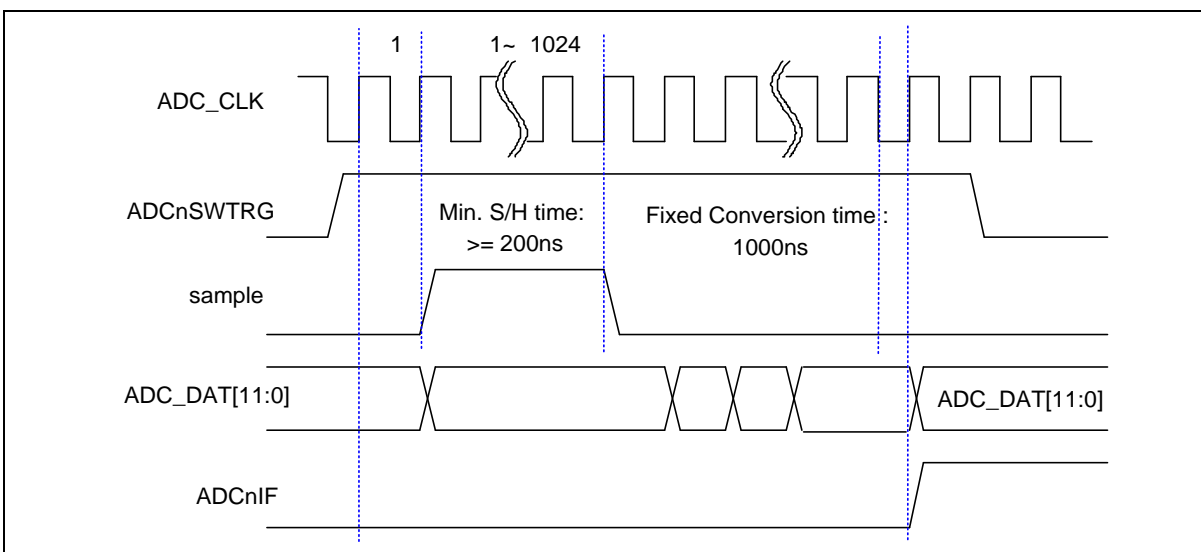 1
1~ 1024
ADC_CLK
ADCnSWTRG
Min. S/H time:
>= 200ns
Fixed Conversion time :
1000ns
sample
ADC_DAT[11:0]
ADC_DAT[11:0]
ADCnIF